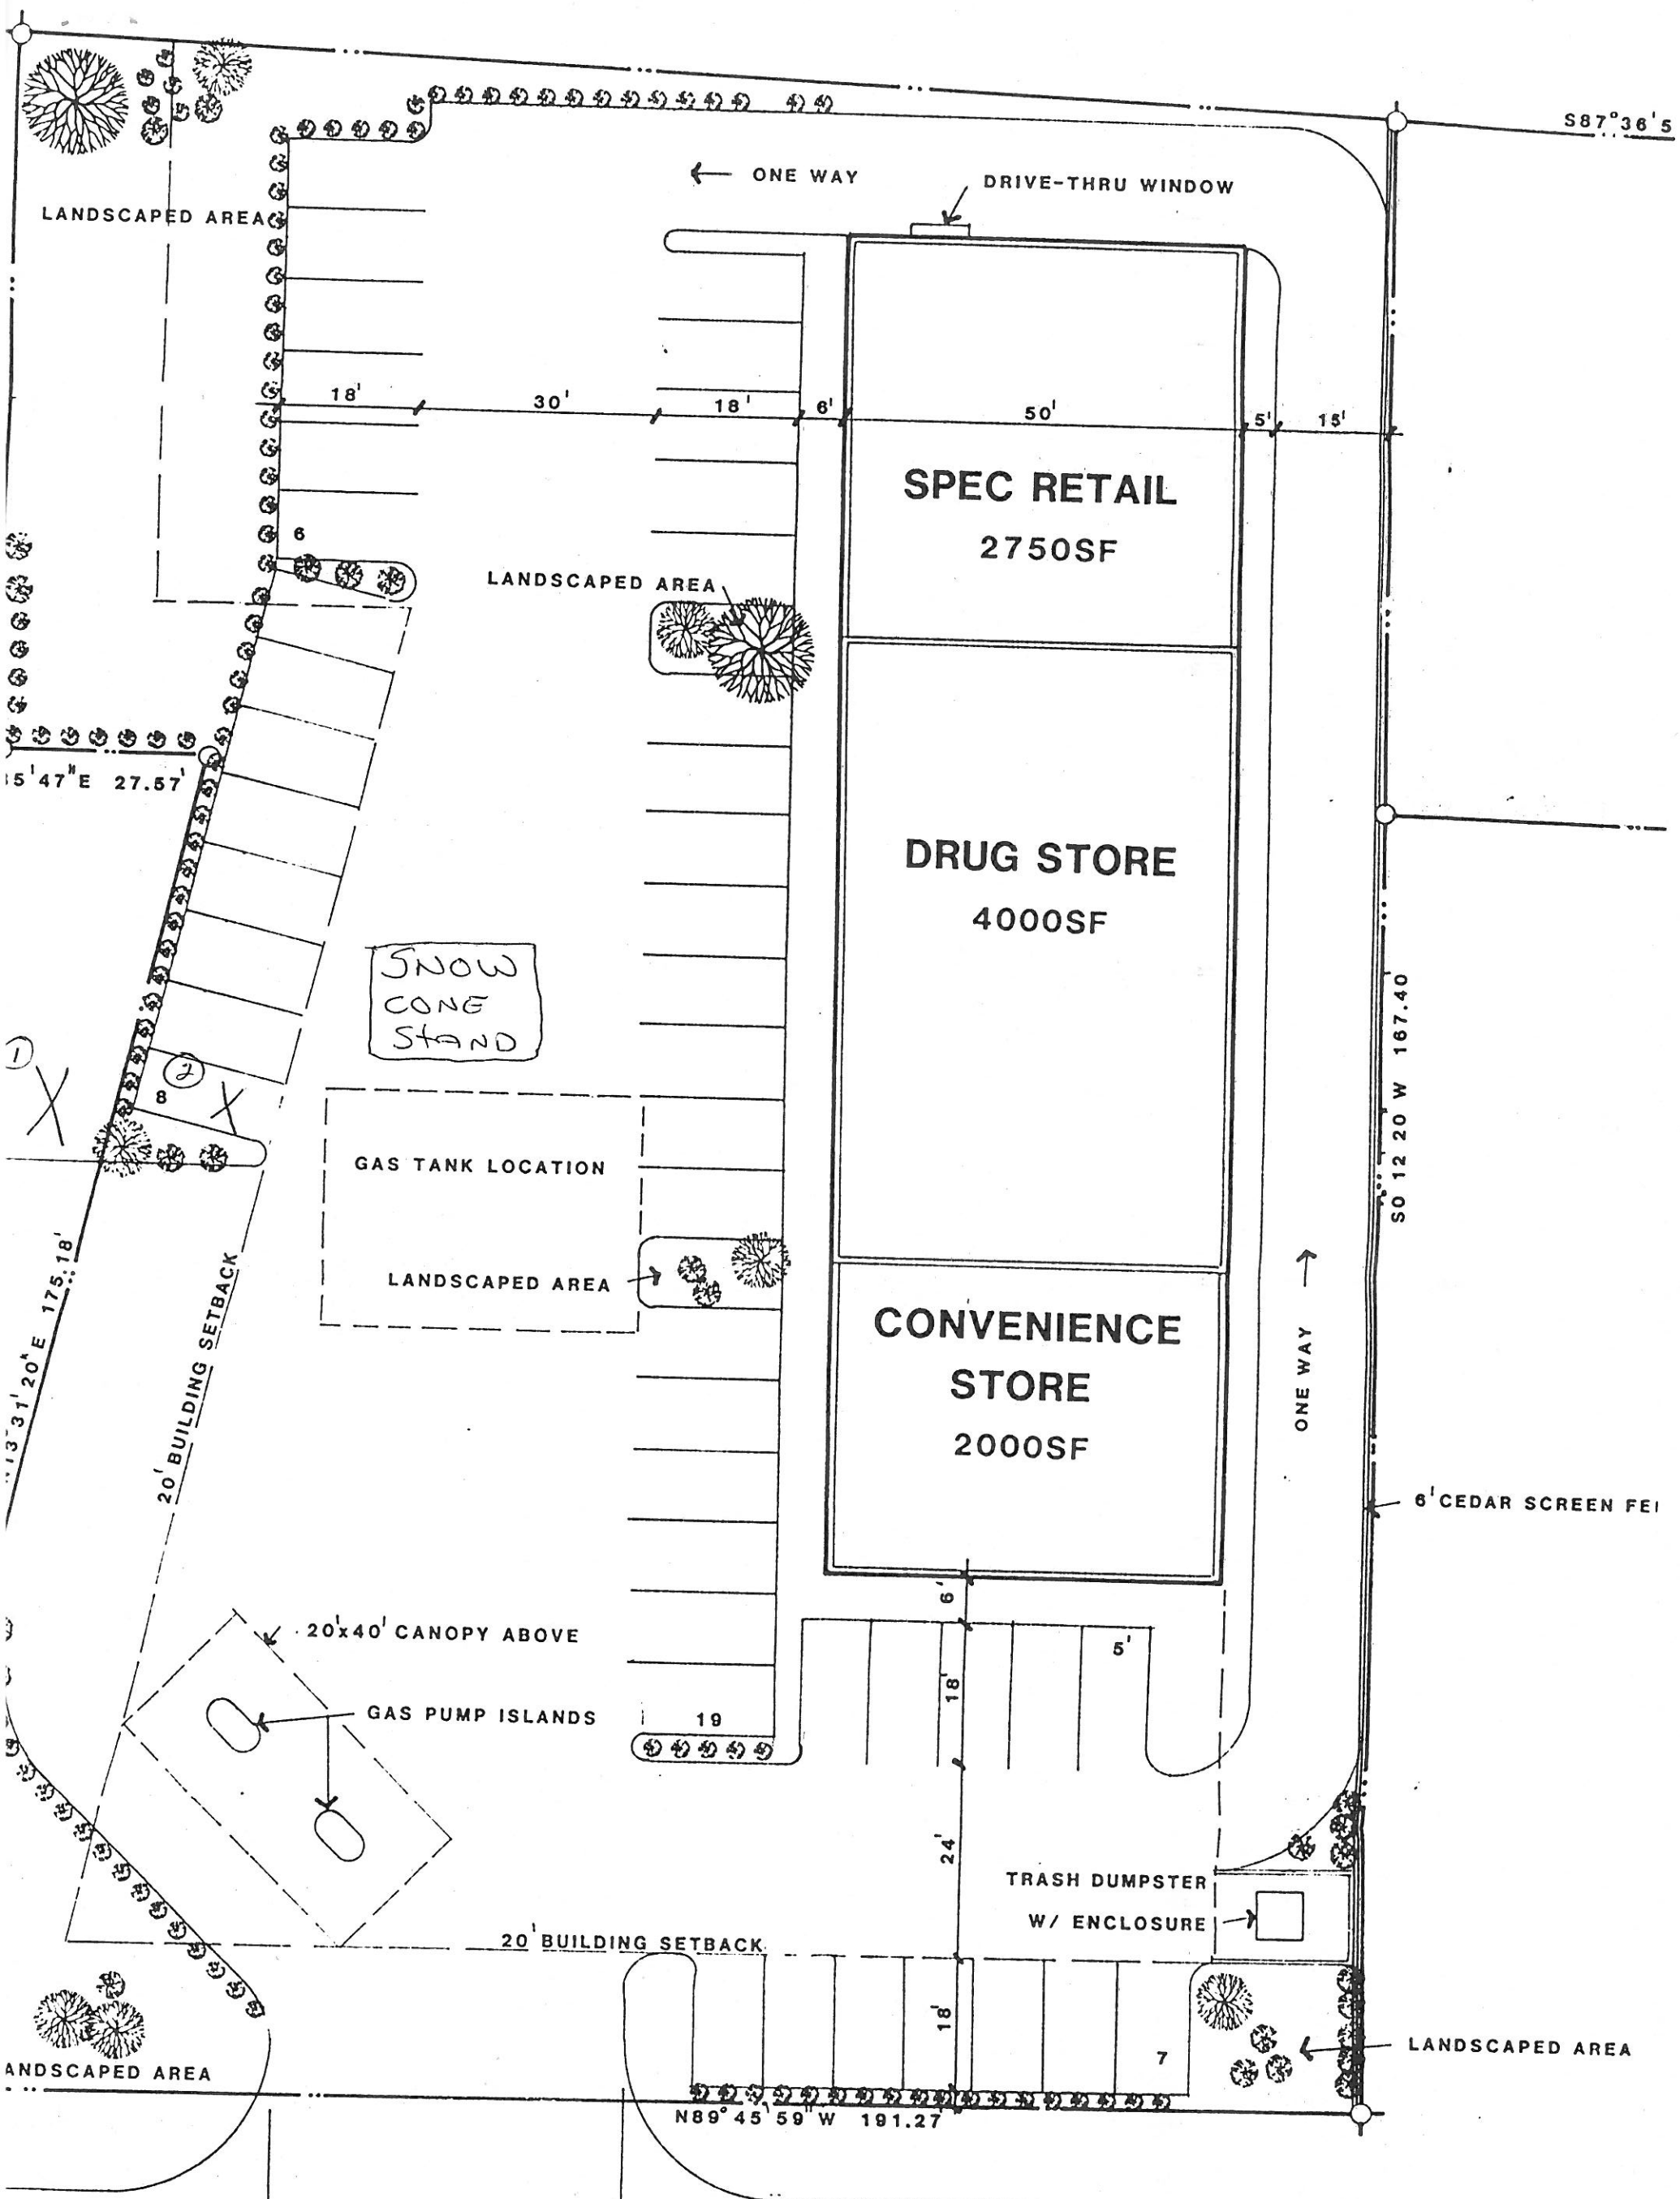 S87°36'5
← ONE WAY
DRIVE-THRU WINDOW
LANDSCAPED AREA
18' 30' 18' 6' 50' 5' 15'
SPEC RETAIL
2750SF
6
LANDSCAPED AREA
15'47"E 27.57'
DRUG STORE
4000SF
SNOW
CONE
STAND
S0 12 20 W 167.40
1
X
2
8
X
GAS TANK LOCATION
LANDSCAPED AREA
31' 20" E 175.18'
20' BUILDING SETBACK
CONVENIENCE
STORE
2000SF
ONE WAY →
6' CEDAR SCREEN FE
6'
20'x40' CANOPY ABOVE
5'
18'
GAS PUMP ISLANDS
19
24'
TRASH DUMPSTER
W/ ENCLOSURE
20' BUILDING SETBACK
18'
7
LANDSCAPED AREA
ANDSCAPED AREA
N89°45'59"W 191.27